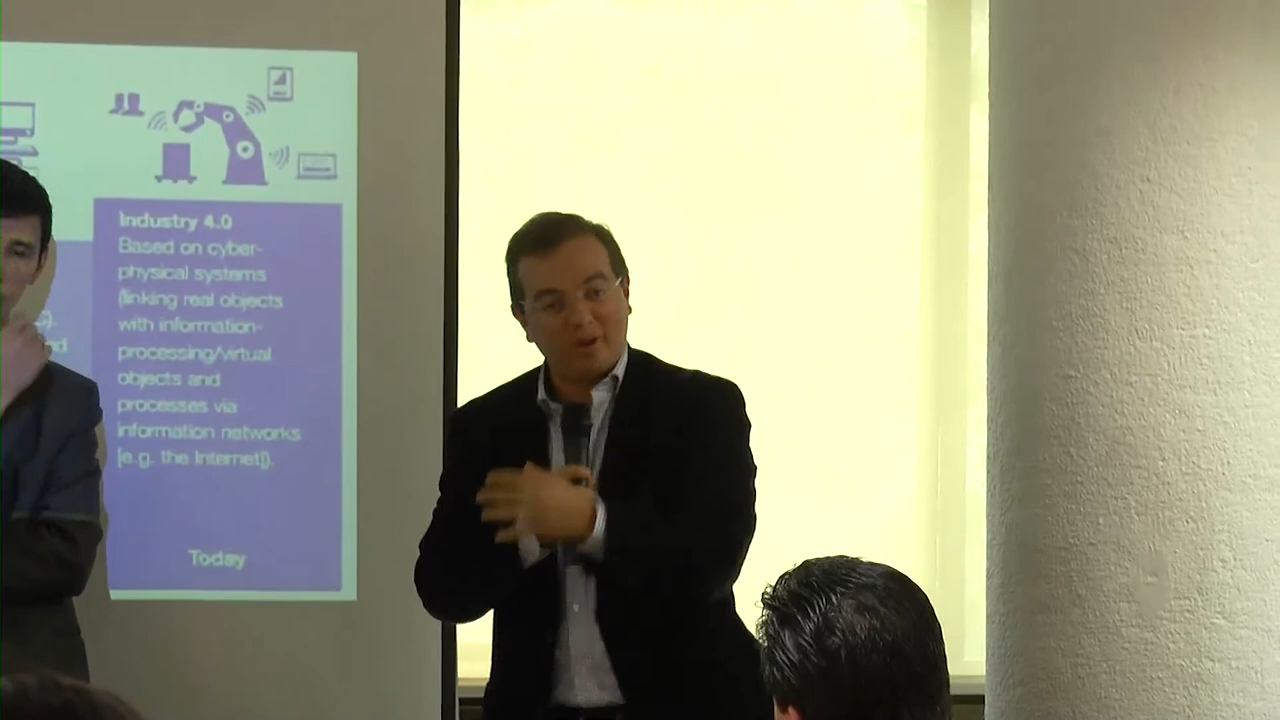 Industry 4.0
Based on cyber-
physical systems
(linking real objects
with information-
processing/virtual
objects and
processes via
information networks
[e.g. the Internet]).
Today